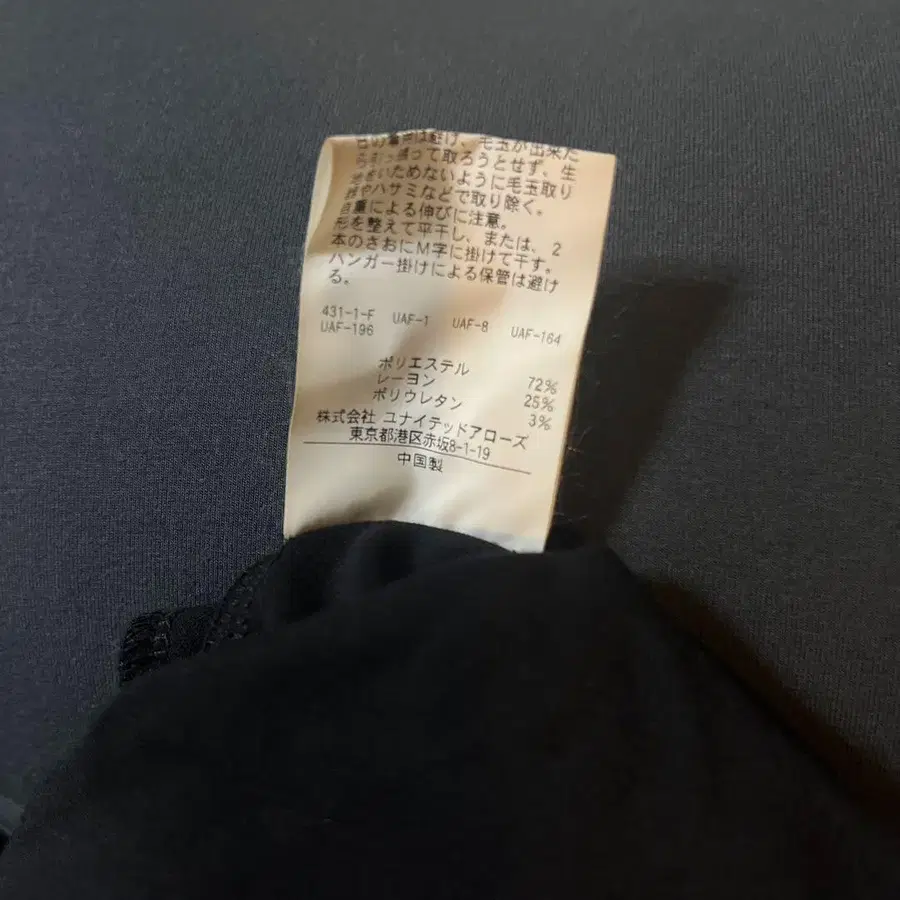 日の着用は避け、毛玉が出来た
ら引っ張って取ろうとせず、生
地をいためないように毛玉取り
器やハサミなどで取り除く。
自重による伸びに注意。
形を整えて平干し、または、2
本のさおにM字に掛けて干す。
ハンガー掛けによる保管は避け
る。
431-1-F UAF-1 UAF-8 UAF-164
UAF-196
ポリエステル 72%
レーヨン 25%
ポリウレタン 3%
株式会社 ユナイテッドアローズ
東京都港区赤坂8-1-19
中国製